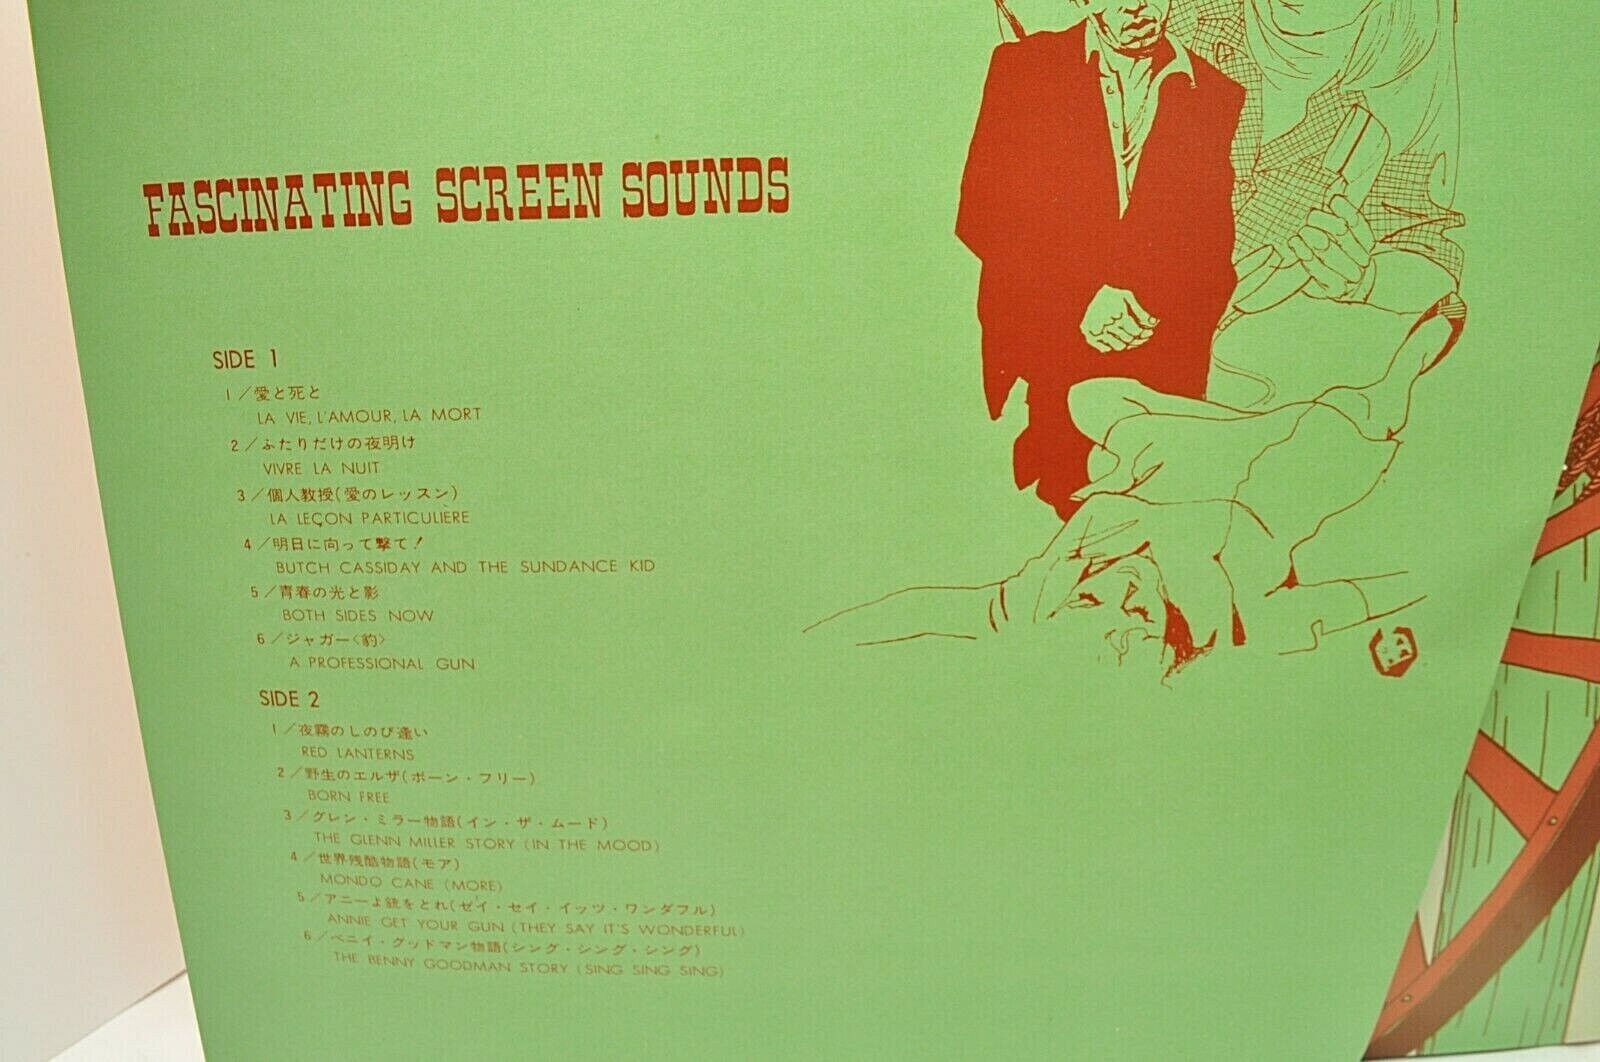 FASCINATING SCREEN SOUNDS
SIDE 1
1／愛と死と
LA VIE, L'AMOUR, LA MORT
2／ふたりだけの夜明け
VIVRE LA NUIT
3／個人教授(愛のレッスン)
LA LEÇON PARTICULIÈRE
4／明日に向って撃て！
BUTCH CASSIDAY AND THE SUNDANCE KID
5／青春の光と影
BOTH SIDES NOW
6／ジャガー〈豹〉
A PROFESSIONAL GUN
SIDE 2
1／夜霧のしのび逢い
RED LANTERNS
2／野生のエルザ(ボーン・フリー)
BORN FREE
3／グレン・ミラー物語(イン・ザ・ムード)
THE GLENN MILLER STORY (IN THE MOOD)
4／世界残酷物語(モア)
MONDO CANE (MORE)
5／アニーよ銃をとれ(ゼイ・セイ・イッツ・ワンダフル)
ANNIE GET YOUR GUN (THEY SAY IT'S WONDERFUL)
6／ベニイ・グッドマン物語(シング・シング・シング)
THE BENNY GOODMAN STORY (SING SING SING)